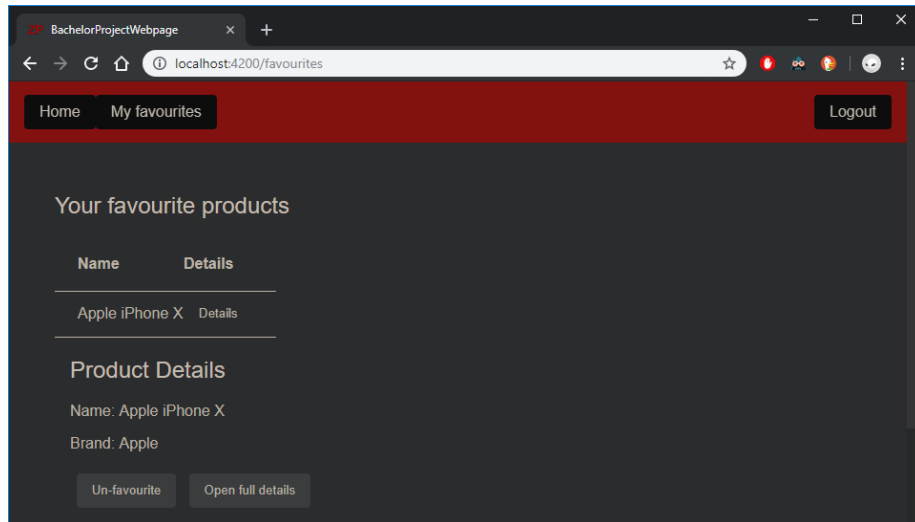 BachelorProjectWebpage
localhost:4200/favourites
Home My favourites Logout
Your favourite products
Name Details
Apple iPhone X Details
Product Details
Name: Apple iPhone X
Brand: Apple
Un-favourite Open full details